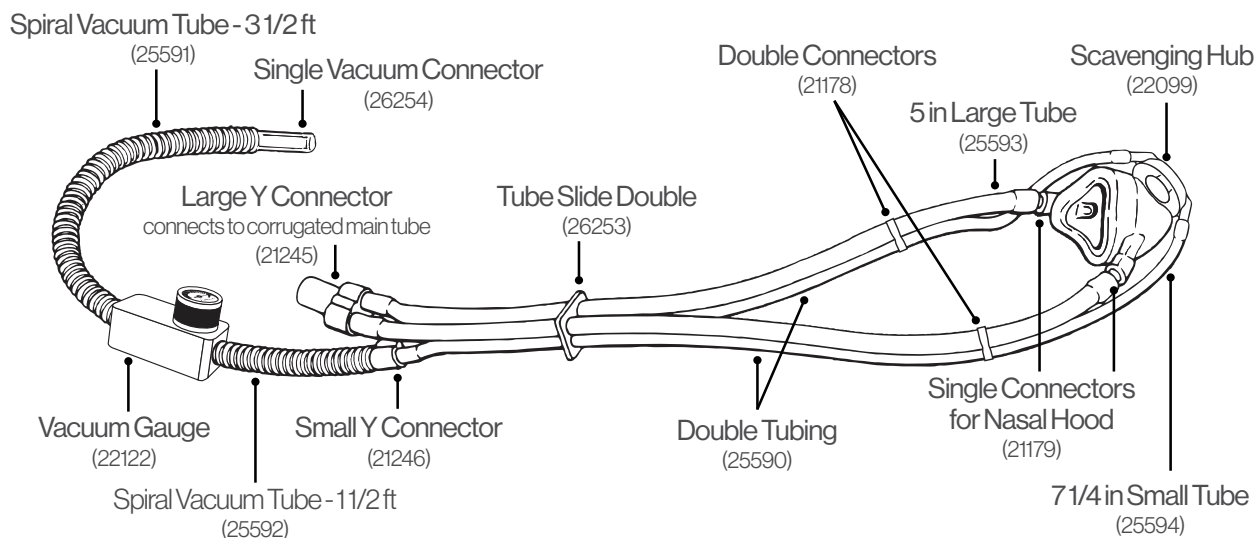 Spiral Vacuum Tube - 3 1/2 ft
(25591)
Single Vacuum Connector
(26254)
Large Y Connector
connects to corrugated main tube
(21245)
Tube Slide Double
(26253)
Double Connectors
(21178)
5 in Large Tube
(25593)
Scavenging Hub
(22099)
Vacuum Gauge
(22122)
Spiral Vacuum Tube - 1 1/2 ft
(25592)
Small Y Connector
(21246)
Double Tubing
(25590)
Single Connectors
for Nasal Hood
(21179)
7 1/4 in Small Tube
(25594)